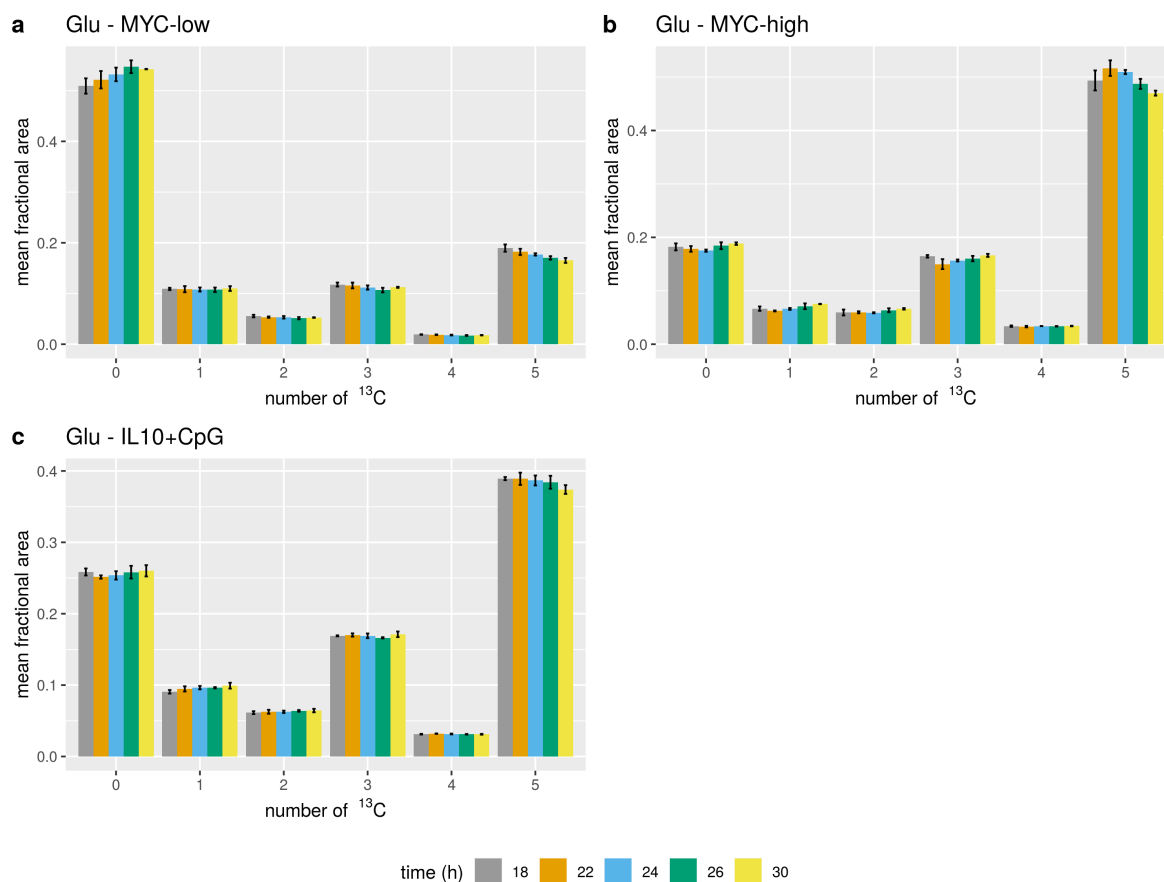 a Glu - MYC-low
mean fractional area
0.4
0.2
0.0
0 1 2 3 4 5
number of ¹³C
b Glu - MYC-high
mean fractional area
0.4
0.2
0.0
0 1 2 3 4 5
number of ¹³C
c Glu - IL10+CpG
mean fractional area
0.4
0.3
0.2
0.1
0.0
0 1 2 3 4 5
number of ¹³C
time (h) 18 22 24 26 30